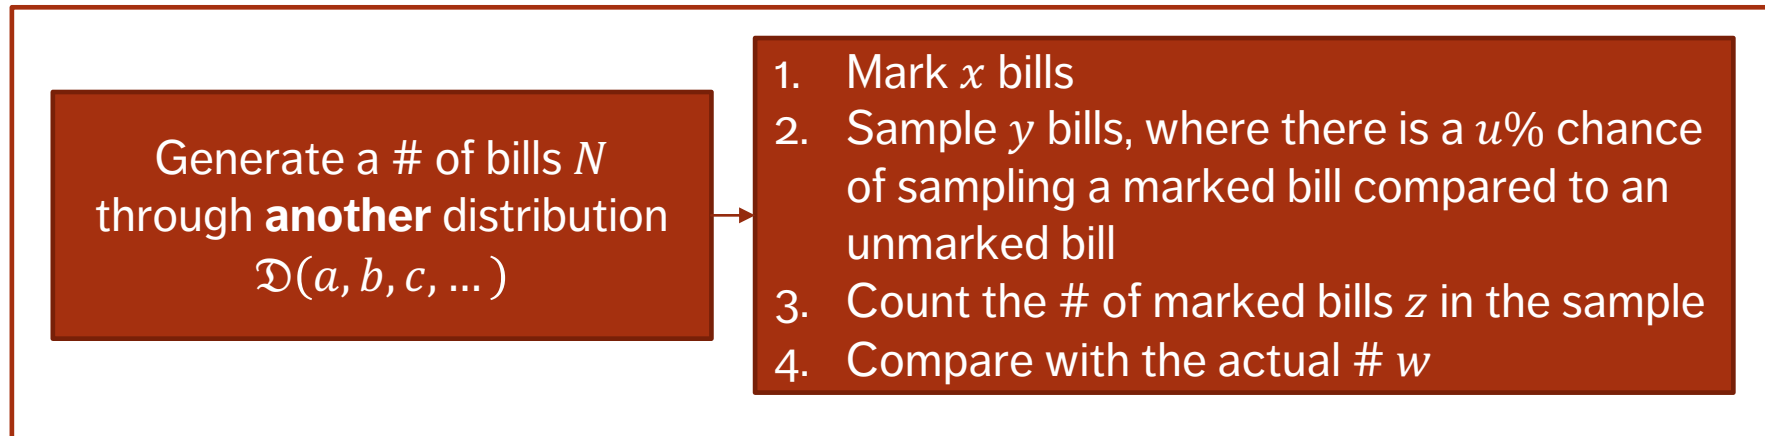 Generate a # of bills 𝑁
through another distribution
𝔇(𝑎, 𝑏, 𝑐, … )
1. Mark 𝑥 bills
2. Sample 𝑦 bills, where there is a 𝑢% chance
of sampling a marked bill compared to an
unmarked bill
3. Count the # of marked bills 𝑧 in the sample
4. Compare with the actual # 𝑤